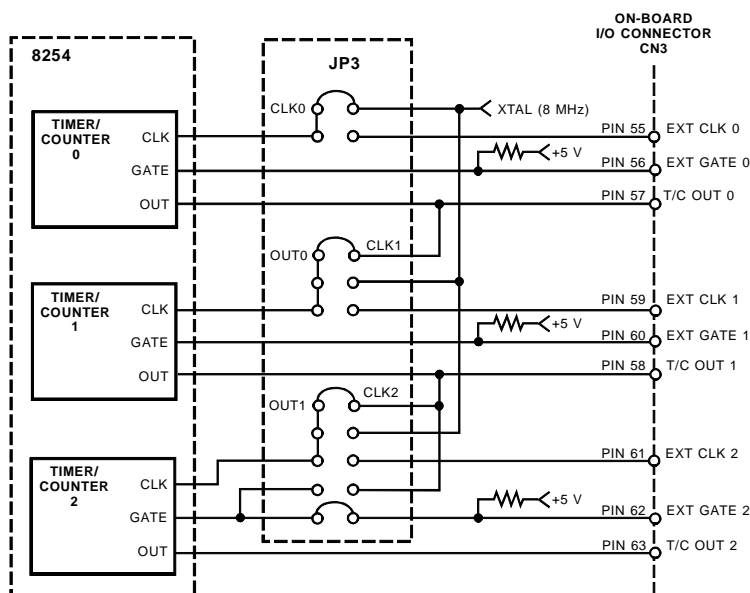 ON-BOARD
I/O CONNECTOR
CN3
8254
JP3
TIMER/
COUNTER
0
CLK
GATE
OUT
CLK0
XTAL (8 MHz)
PIN 55 EXT CLK 0
+5 V
PIN 56 EXT GATE 0
PIN 57 T/C OUT 0
OUT0
CLK1
TIMER/
COUNTER
1
CLK
GATE
OUT
PIN 59 EXT CLK 1
+5 V
PIN 60 EXT GATE 1
PIN 58 T/C OUT 1
OUT1
CLK2
TIMER/
COUNTER
2
CLK
GATE
OUT
PIN 61 EXT CLK 2
+5 V
PIN 62 EXT GATE 2
PIN 63 T/C OUT 2